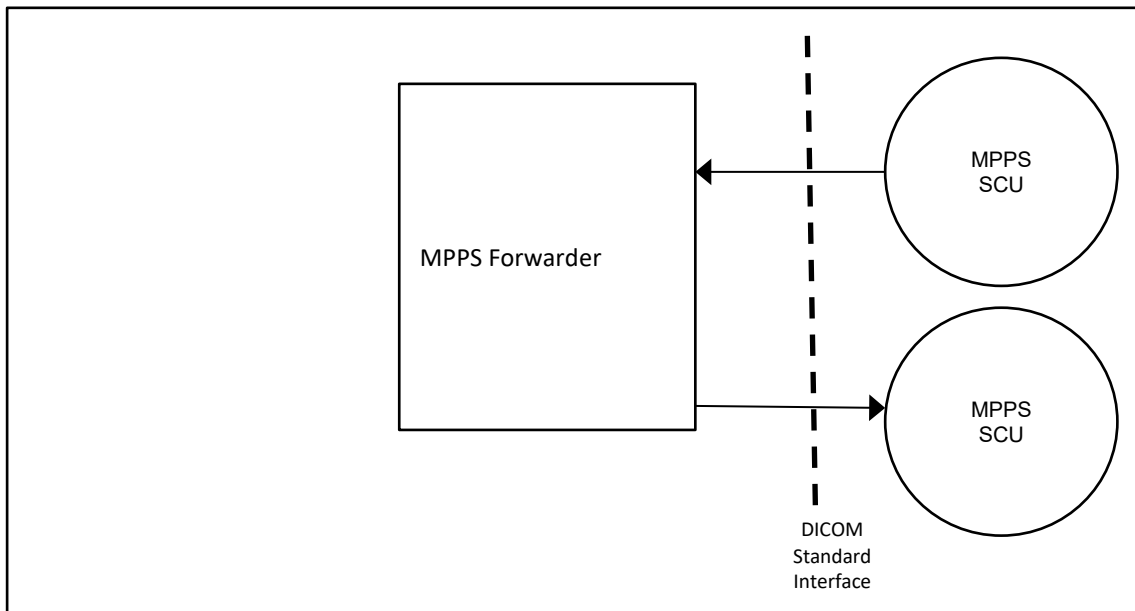 MPPS
SCU
MPPS Forwarder
MPPS
SCU
DICOM
Standard
Interface